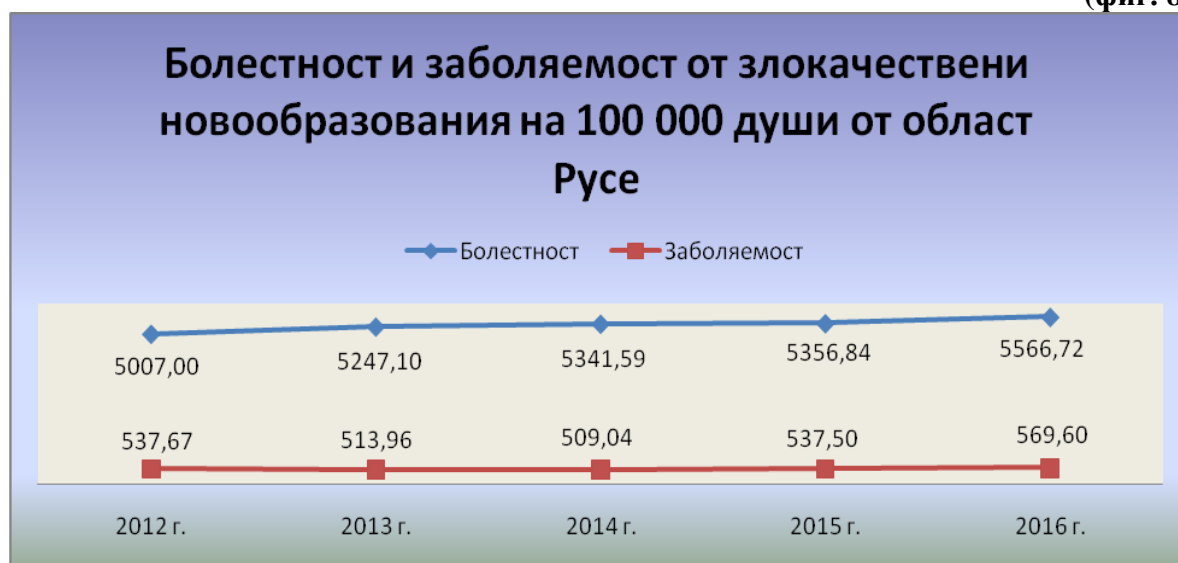 (фиг.
Болестност и заболяемост от злокачествени
новообразования на 100 000 души от област
Русе
Болестност Заболяемост
5007,00 5247,10 5341,59 5356,84 5566,72
537,67 513,96 509,04 537,50 569,60
2012 г. 2013 г. 2014 г. 2015 г. 2016 г.